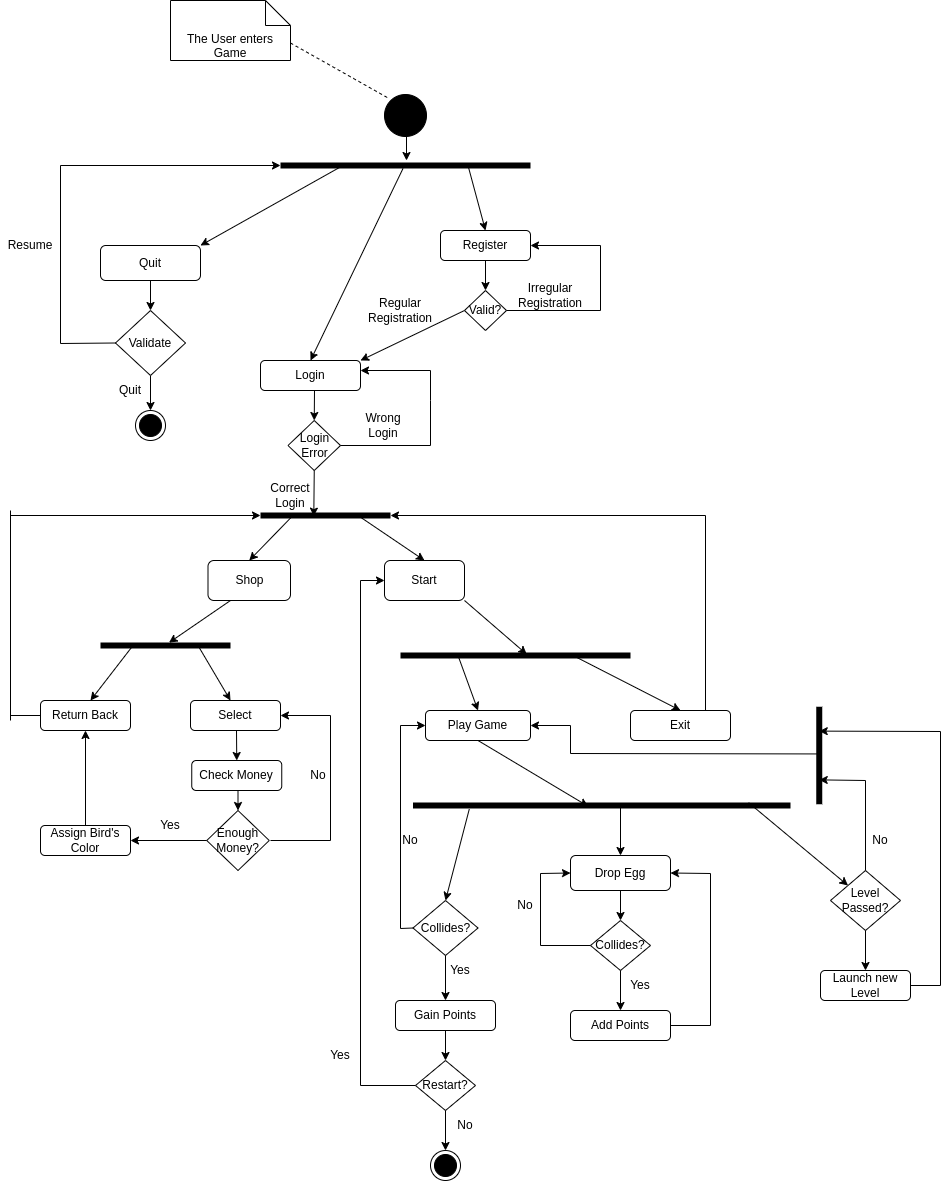 The User enters
Game
Resume
Quit
Register
Irregular
Registration
Regular
Registration
Valid?
Validate
Login
Quit
Wrong
Login
Login
Error
Correct
Login
Shop
Start
Return Back
Select
Play Game
Exit
Check Money
No
Assign Bird's
Color
Yes
Enough
Money?
No
No
Drop Egg
Level
Passed?
No
Collides?
Collides?
Yes
Yes
Launch new
Level
Gain Points
Add Points
Yes
Restart?
No